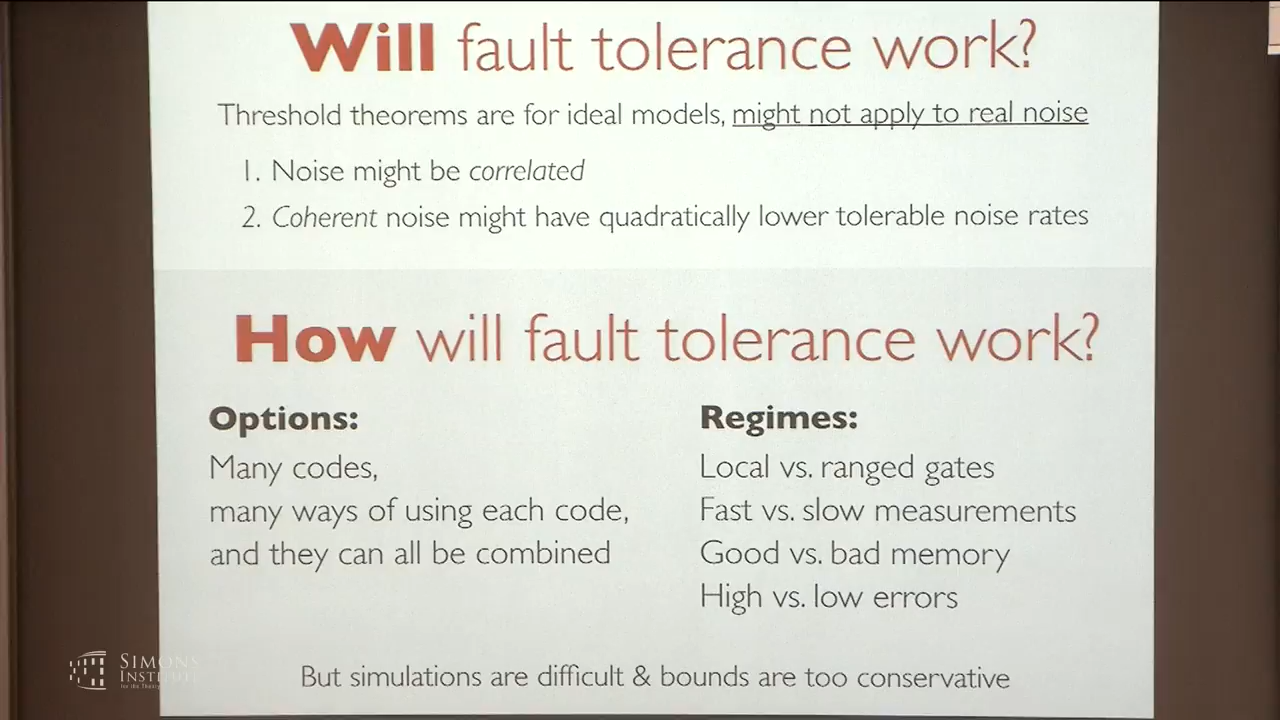 Will fault tolerance work?
Threshold theorems are for ideal models, might not apply to real noise
1. Noise might be correlated
2. Coherent noise might have quadratically lower tolerable noise rates
How will fault tolerance work?
Options:
Many codes,
many ways of using each code,
and they can all be combined
Regimes:
Local vs. ranged gates
Fast vs. slow measurements
Good vs. bad memory
High vs. low errors
But simulations are difficult & bounds are too conservative
SIMONS
INSTITUTE